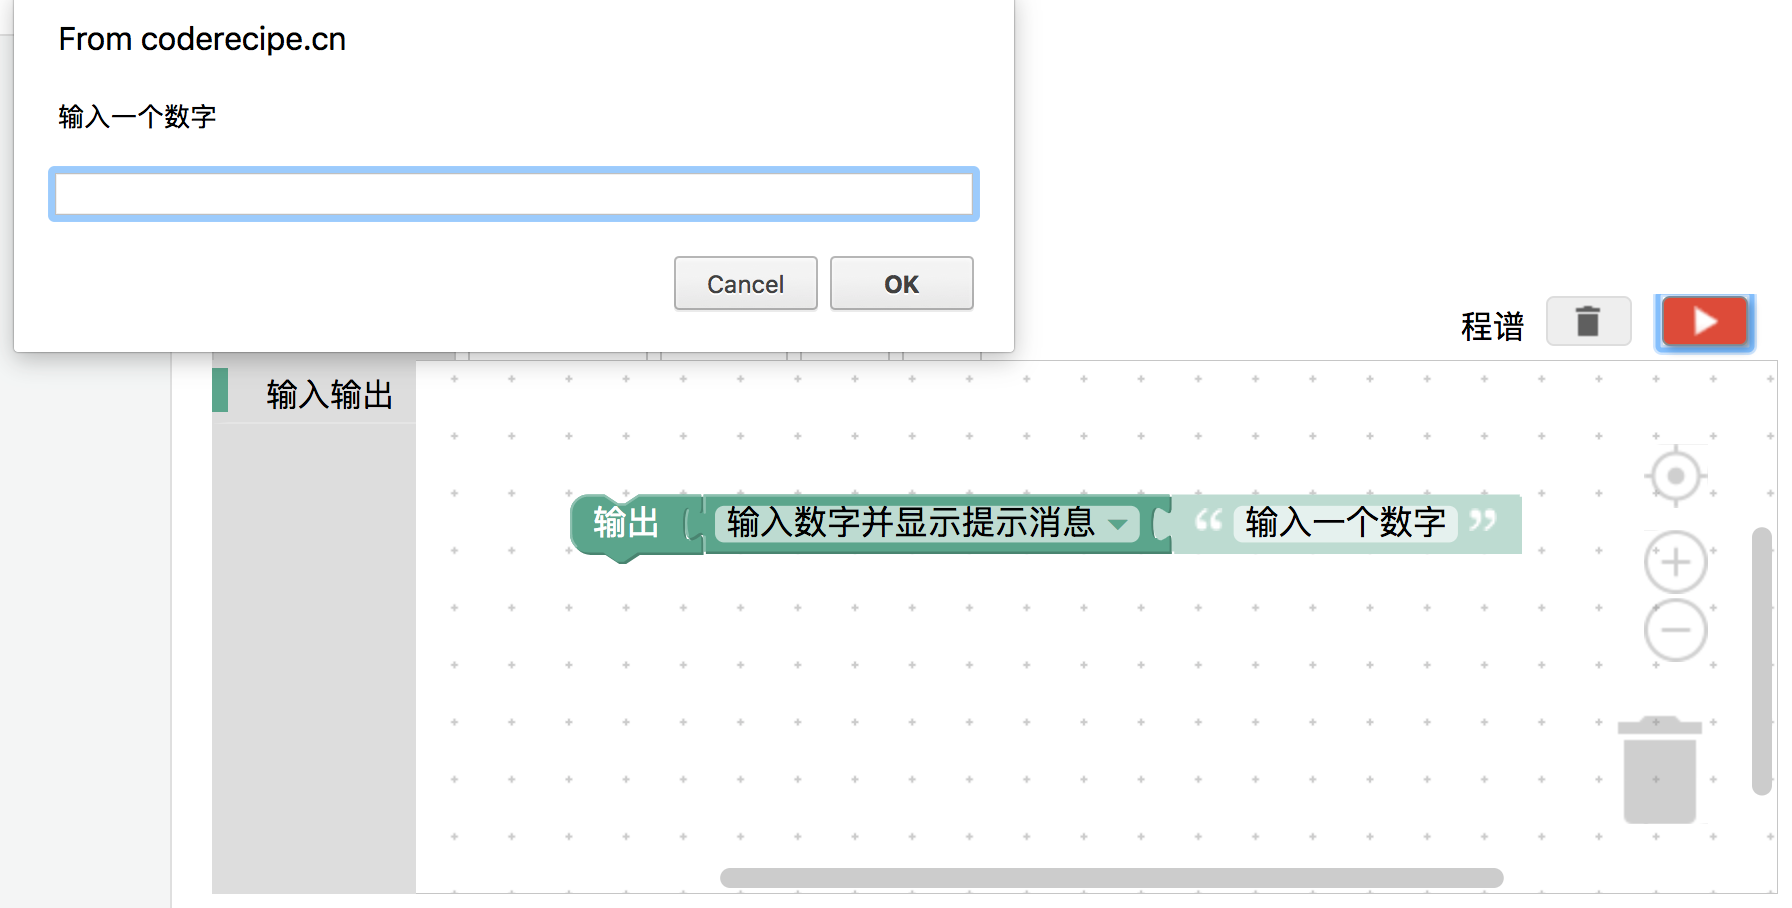 From coderecipe.cn
输入一个数字
Cancel
OK
程谱
输入输出
输出 输入数字并显示提示消息 “ 输入一个数字 ”